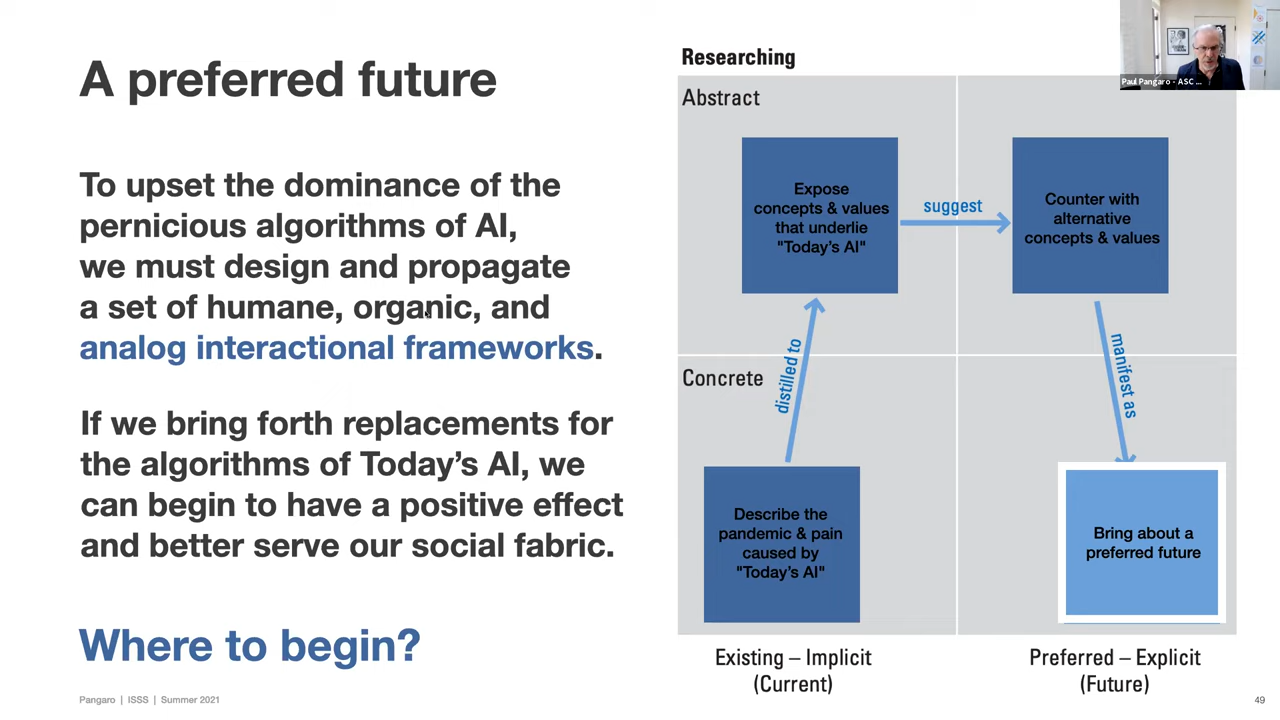 A preferred future
To upset the dominance of the
pernicious algorithms of AI,
we must design and propagate
a set of humane, organic, and
analog interactional frameworks.
If we bring forth replacements for
the algorithms of Today’s AI, we
can begin to have a positive effect
and better serve our social fabric.
Where to begin?
Pangaro | ISSS | Summer 2021
Researching
Abstract
Expose
concepts & values
that underlie
"Today's AI"
suggest
Counter with
alternative
concepts & values
distilled to
manifest as
Concrete
Describe the
pandemic & pain
caused by
"Today's AI"
Bring about a
preferred future
Existing – Implicit
(Current)
Preferred – Explicit
(Future)
49
Paul Pangaro - ASC ...